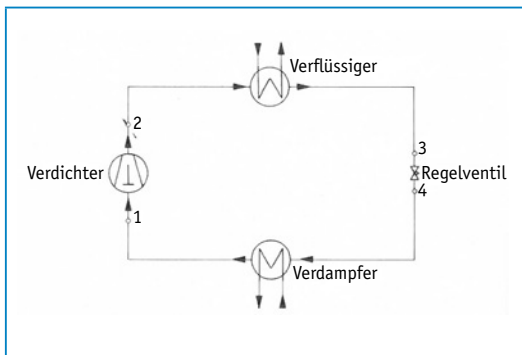 Verflüssiger
2
3
Verdichter
Regelventil
4
1
Verdampfer